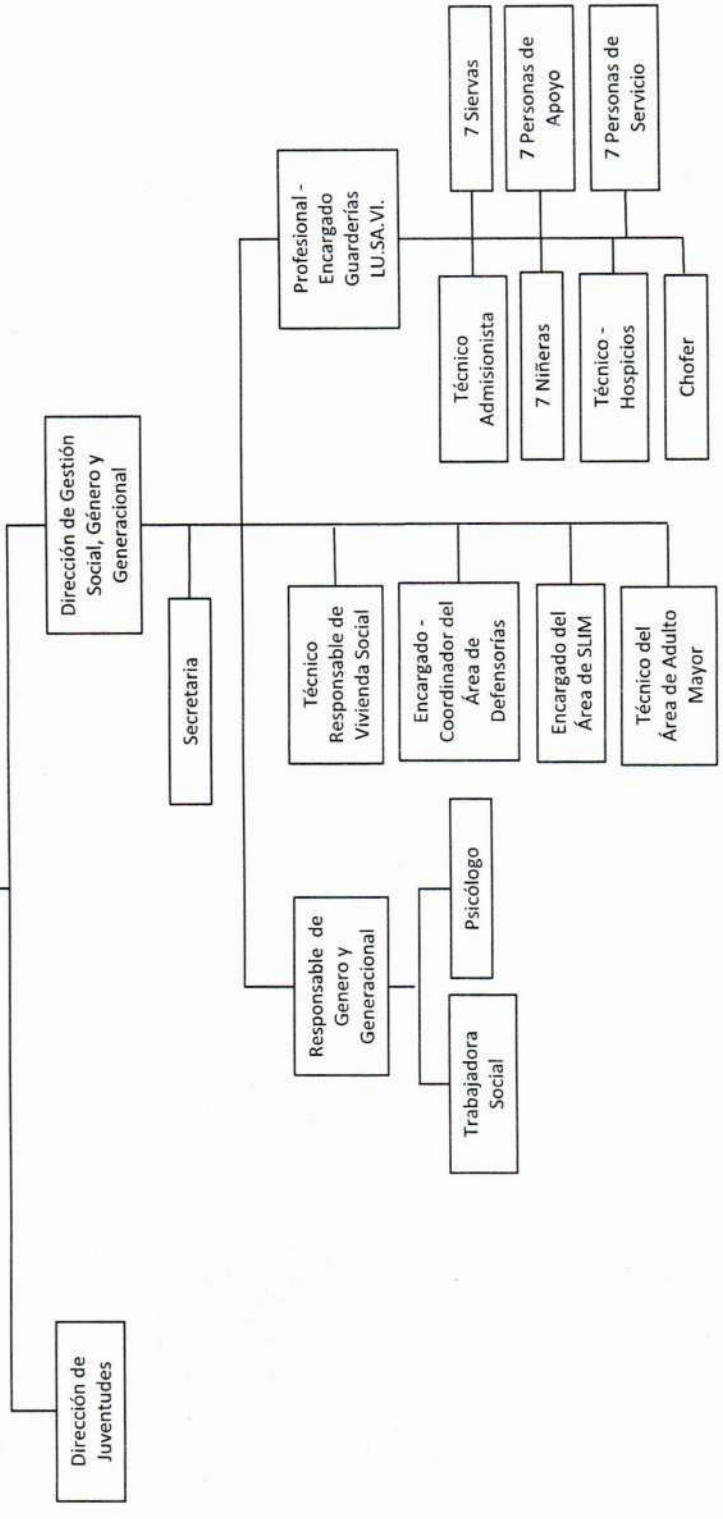 Dirección de
Juventudes
Dirección de Gestión
Social, Género y
Generacional
Secretaria
Responsable de
Genero y
Generacional
Trabajadora
Social
Psicólogo
Técnico
Responsable de
Vivienda Social
Encargado -
Coordinador del
Área de
Defensorías
Encargado del
Área de SLIM
Técnico del
Área de Adulto
Mayor
Profesional -
Encargado
Guarderías
LU.SA.VI.
Técnico
Admisionista
7 Siervas
7 Niñeras
7 Personas de
Apoyo
Técnico -
Hospicios
7 Personas de
Servicio
Chofer